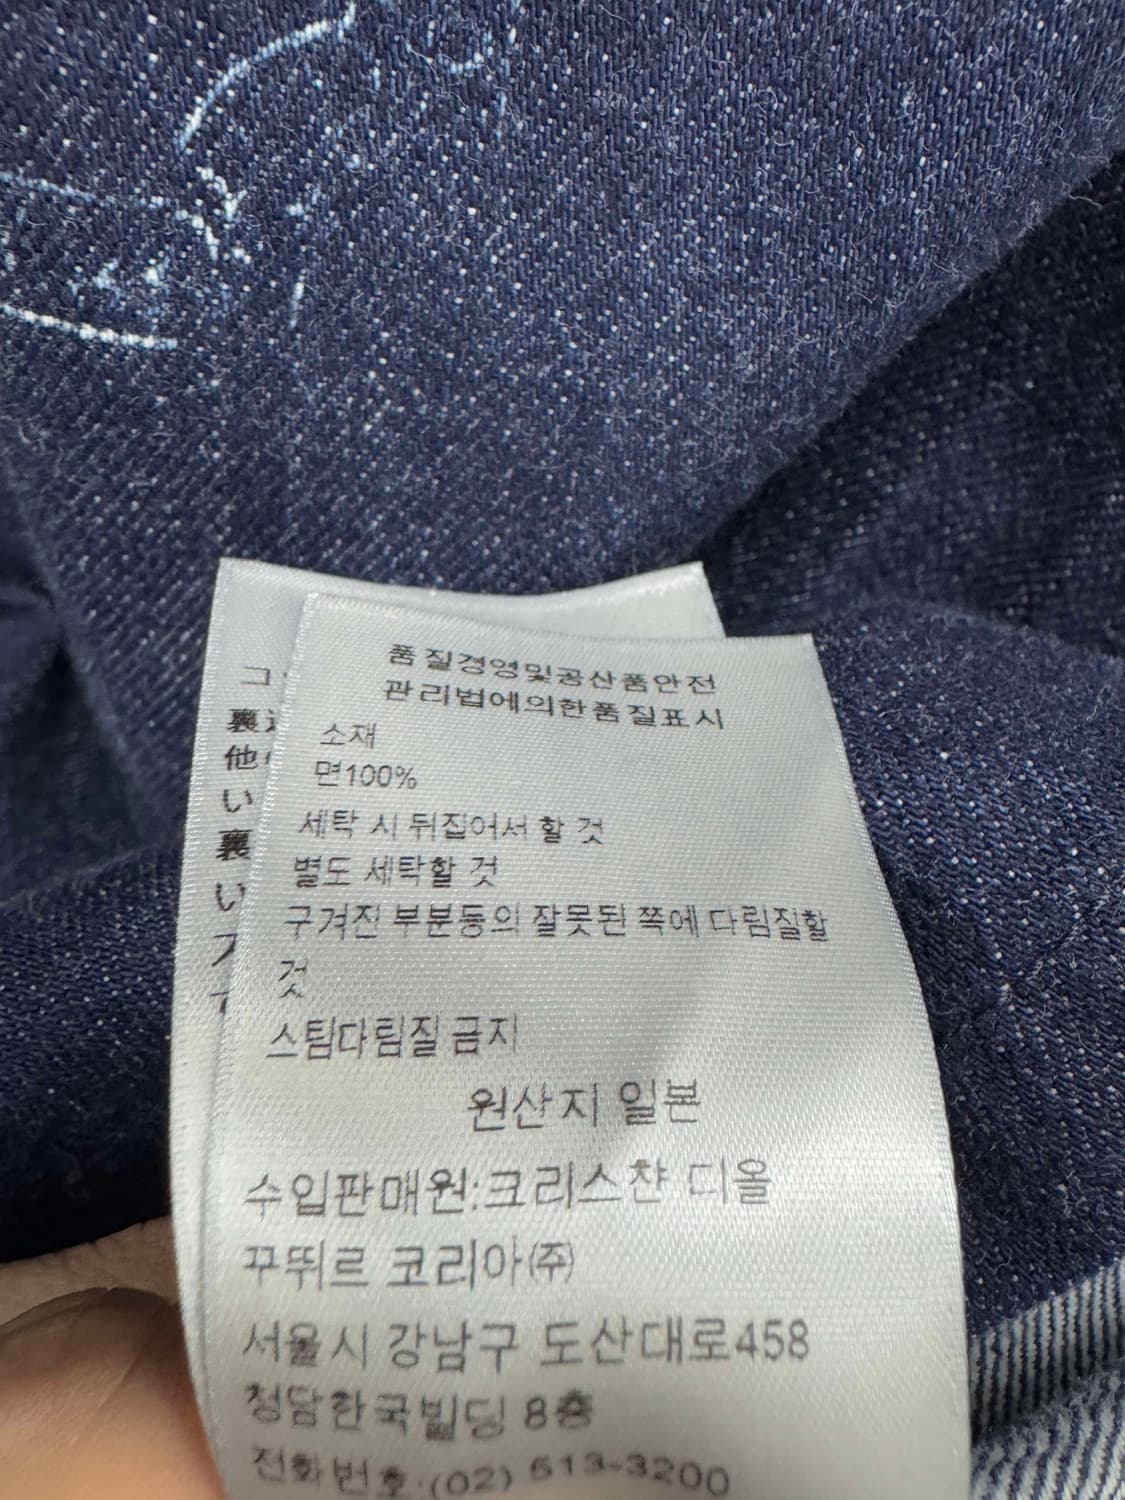 품질경영및공산품안전
관리법에의한품질표시
소재
면100%
세탁 시 뒤집어서 할 것
별도 세탁할 것
구겨진 부분등의 잘못된 쪽에 다림질할
것
스팀다림질 금지
원산지 일본
수입판매원:크리스챤 디올
꾸뛰르 코리아㈜
서울시 강남구 도산대로458
청담한국빌딩 8층
전화번호:(02) 513-3200
裏
他
い
裏
い